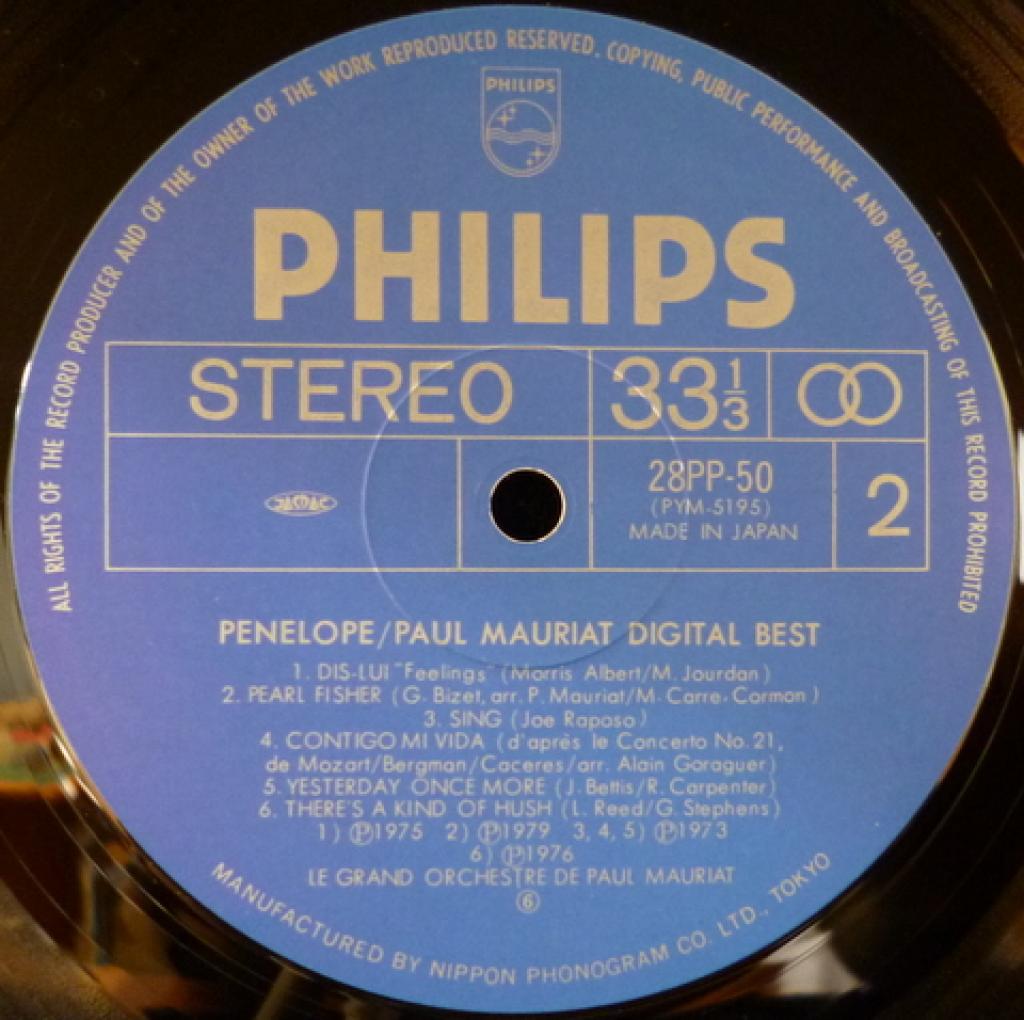 ALL RIGHTS OF THE RECORD PRODUCER AND OF THE OWNER OF THE WORK REPRODUCED RESERVED. COPYING, PUBLIC PERFORMANCE AND BROADCASTING OF THIS RECORD PROHIBITED
PHILIPS
PHILIPS
STEREO 33 1/3
JASRAC
28PP-50
(PYM-5195)
MADE IN JAPAN
2
PENELOPE/PAUL MAURIAT DIGITAL BEST
1. DIS-LUI "Feelings" (Morris Albert/M. Jourdan)
2. PEARL FISHER (G. Bizet, arr. P. Mauriat/M. Carre-Cormon)
3. SING (Joe Raposo)
4. CONTIGO MI VIDA (d'après le Concerto No. 21,
de Mozart/Bergman/Caceres/arr. Alain Goraguer)
5. YESTERDAY ONCE MORE (J. Bettis/R. Carpenter)
6. THERE'S A KIND OF HUSH (L. Reed/G. Stephens)
1) Ⓟ1975 2) Ⓟ1979 3, 4, 5) Ⓟ1973
6) Ⓟ1976
LE GRAND ORCHESTRE DE PAUL MAURIAT
⑥
MANUFACTURED BY NIPPON PHONOGRAM CO. LTD., TOKYO